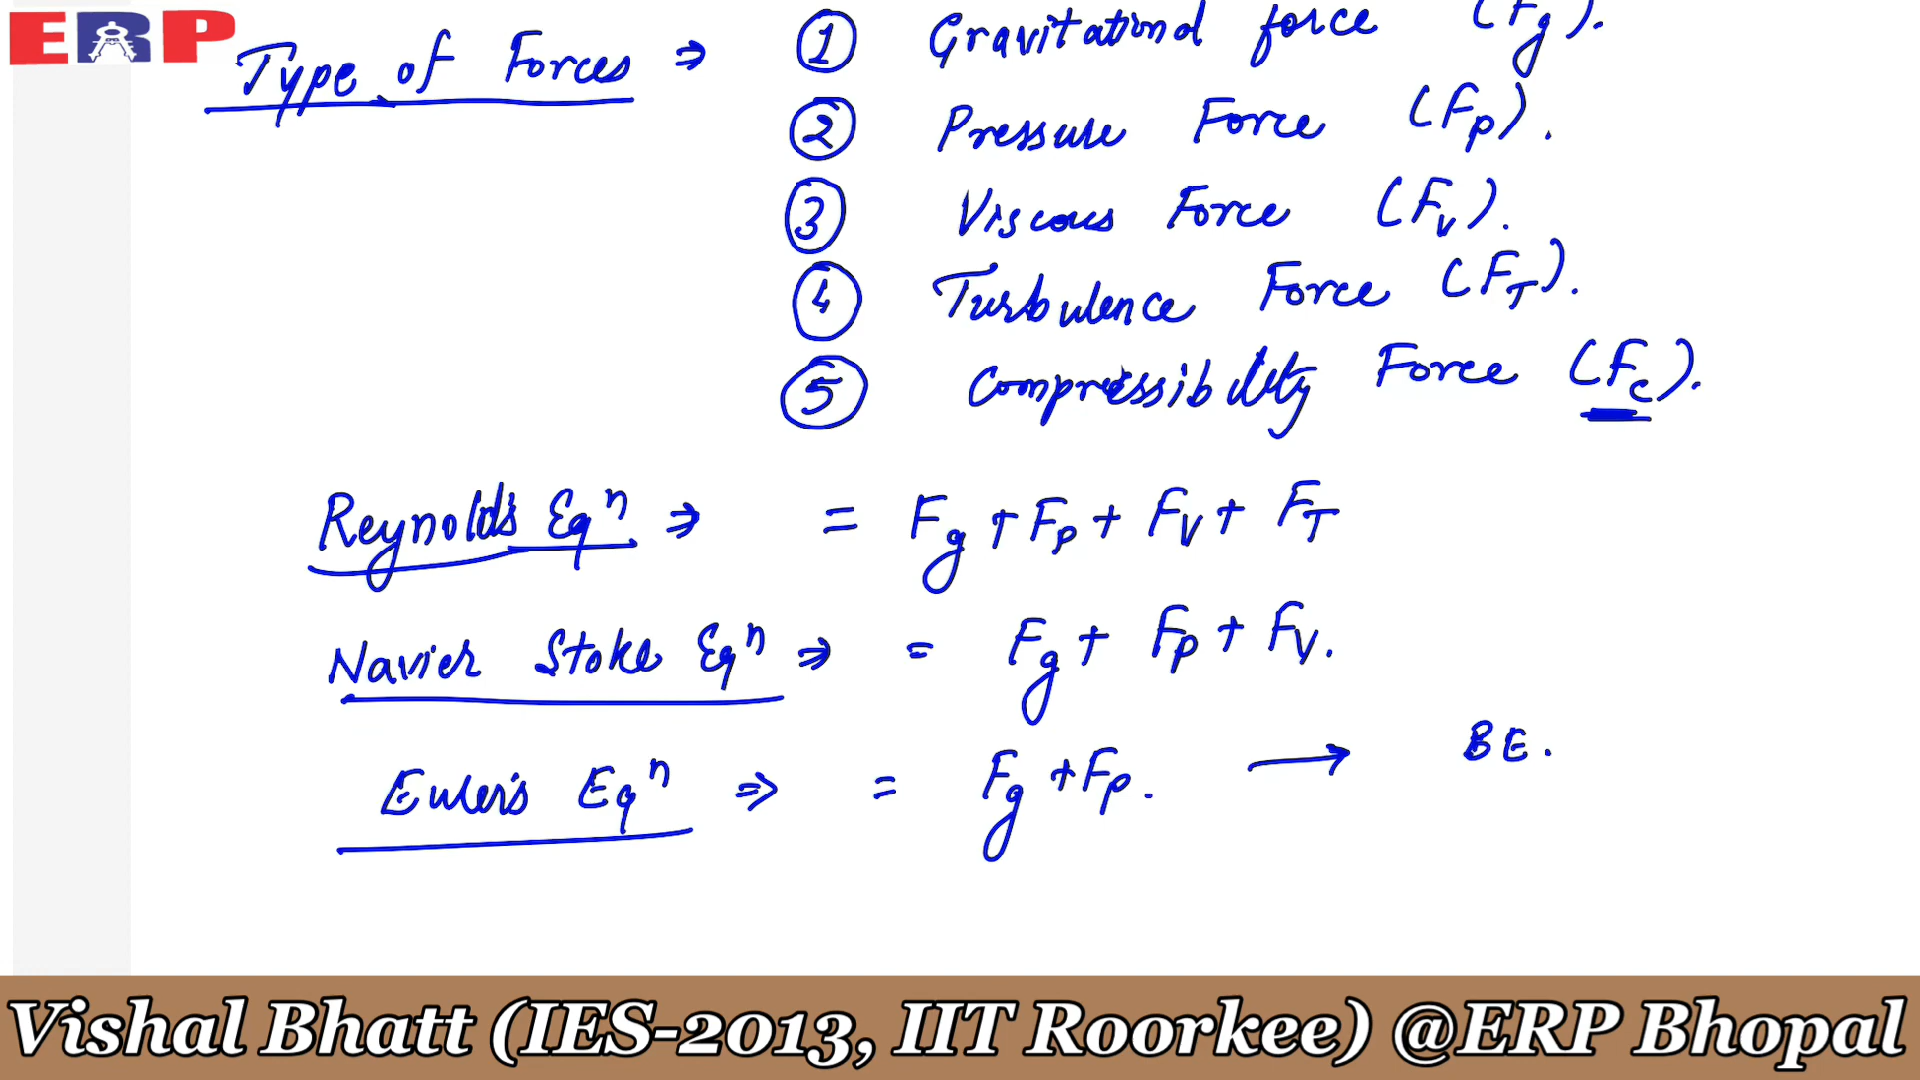 ERP
Type of Forces ⇒ ① Gravitational force (Fg).
② Pressure Force (Fp).
③ Viscous Force (Fv).
④ Turbulence Force (FT).
⑤ Compressibility Force (Fc).
Reynold's Eqn ⇒ = Fg + Fp + Fv + FT
Navier Stoke Eqn ⇒ = Fg + Fp + Fv.
Euler's Eqn ⇒ = Fg + Fp. → BE.
Vishal Bhatt (IES-2013, IIT Roorkee) @ERP Bhopal